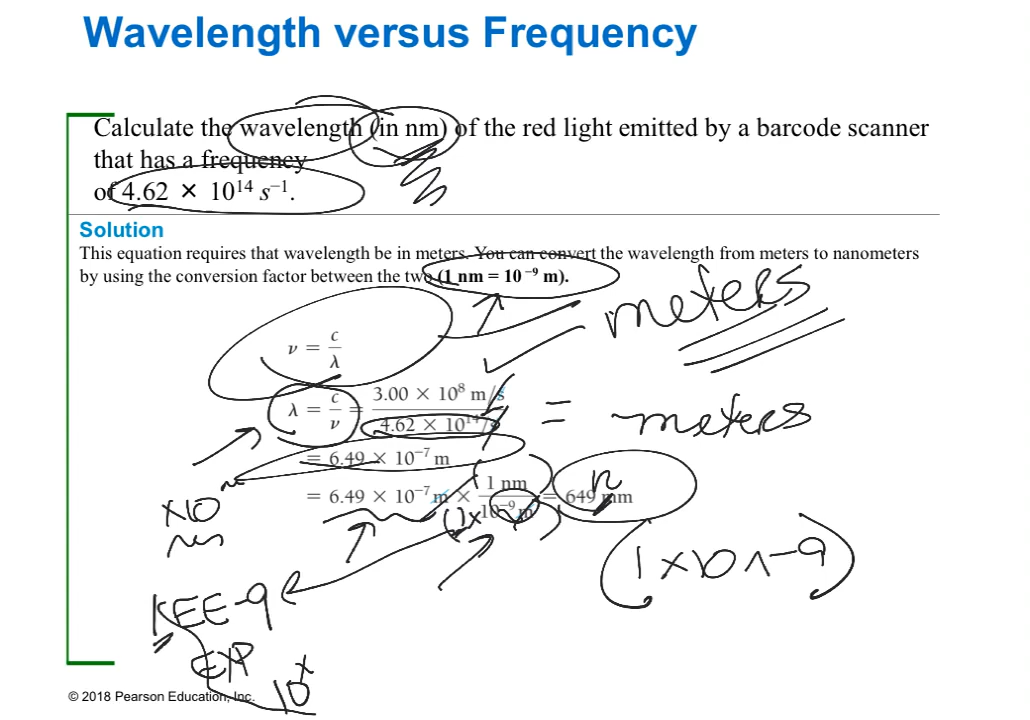 Wavelength versus Frequency
Calculate the wavelength (in nm) of the red light emitted by a barcode scanner
that has a frequency
of 4.62 × 10¹⁴ s⁻¹.
Solution
This equation requires that wavelength be in meters. You can convert the wavelength from meters to nanometers
by using the conversion factor between the two (1 nm = 10⁻⁹ m).
meters
ν = c/λ
λ = c/ν = 3.00 × 10⁸ m/s / 4.62 × 10¹⁴/s = meters
= 6.49 × 10⁻⁷ m
= 6.49 × 10⁻⁷ m × 1 nm / 10⁻⁹ m = 649 nm
(1×
×10
(1×10^-9)
EE-9
EXP
10ˣ
© 2018 Pearson Education, Inc.